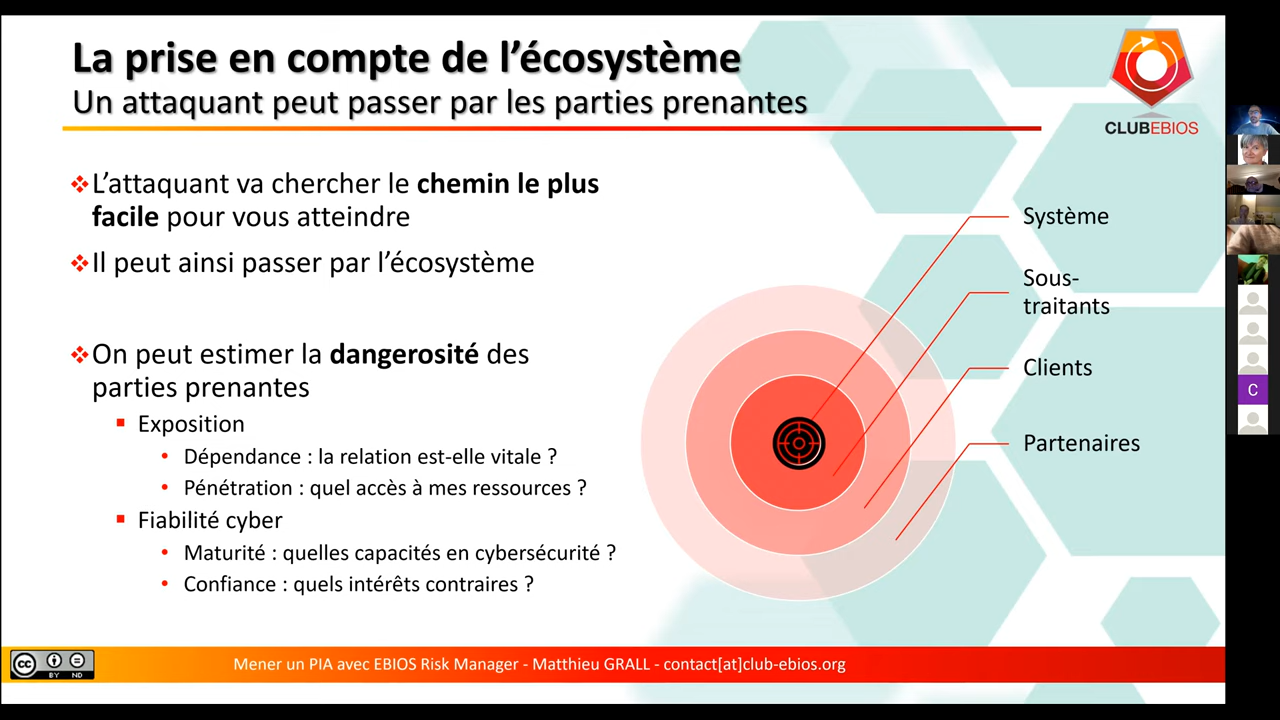 La prise en compte de l’écosystème
Un attaquant peut passer par les parties prenantes
CLUBEBIOS
L’attaquant va chercher le chemin le plus
facile pour vous atteindre
Il peut ainsi passer par l’écosystème
On peut estimer la dangerosité des
parties prenantes
Exposition
Dépendance : la relation est-elle vitale ?
Pénétration : quel accès à mes ressources ?
Fiabilité cyber
Maturité : quelles capacités en cybersécurité ?
Confiance : quels intérêts contraires ?
Système
Sous-
traitants
Clients
Partenaires
C
cc
BY ND
Mener un PIA avec EBIOS Risk Manager - Matthieu GRALL - contact[at]club-ebios.org